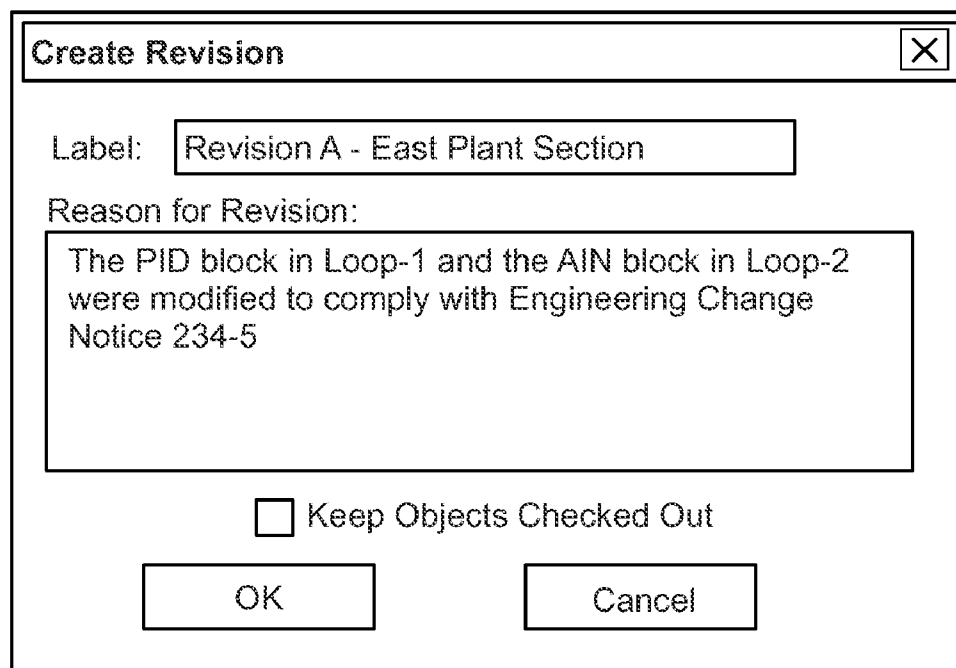 Create Revision
Label: Revision A - East Plant Section
Reason for Revision:
The PID block in Loop-1 and the AIN block in Loop-2
were modified to comply with Engineering Change
Notice 234-5
Keep Objects Checked Out
OK Cancel